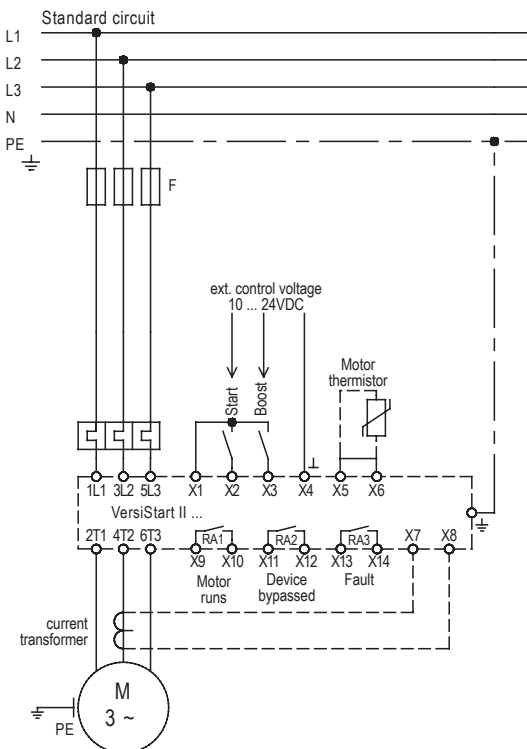 Standard circuit
L1
L2
L3
N
PE
F
ext. control voltage
10 ... 24VDC
Start
Boost
Motor
thermistor
1L1 3L2 5L3 X1 X2 X3 X4 ⊥ X5 X6
VersiStart II ...
2T1 4T2 6T3 RA1 RA2 RA3 X7 X8
X9 X10 X11 X12 X13 X14
Motor
runs
Device
bypassed
Fault
current
transformer
M
3 ~
PE